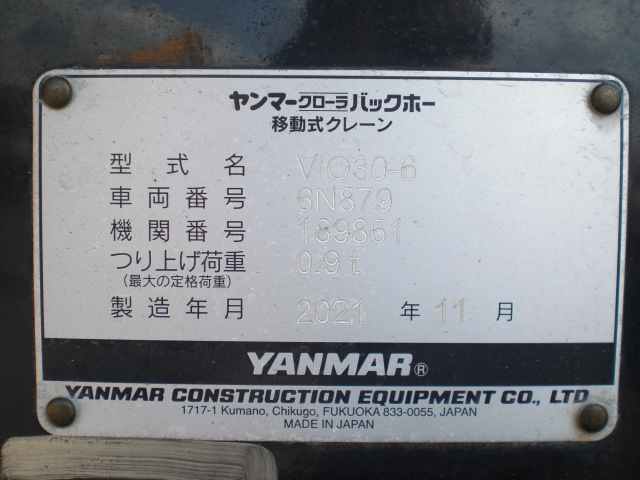 ヤンマークローラバックホー
移動式クレーン
型式名 ViO30-6
車両番号 6N879
機関番号 189861
つり上げ荷重 0.9t
(最大の定格荷重)
製造年月 2021 年 11 月
YANMAR®
YANMAR CONSTRUCTION EQUIPMENT CO., LTD
1717-1 Kumano, Chikugo, FUKUOKA 833-0055, JAPAN
MADE IN JAPAN